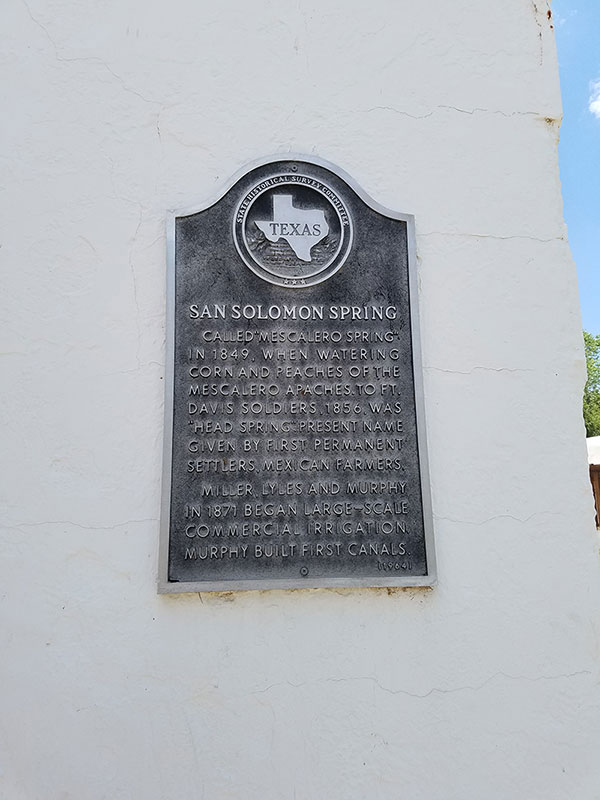 STATE HISTORICAL SURVEY COMMITTEE
TEXAS
SAN SOLOMON SPRING
CALLED "MESCALERO SPRING"
IN 1849, WHEN WATERING
CORN AND PEACHES OF THE
MESCALERO APACHES. TO FT.
DAVIS SOLDIERS, 1856, WAS
"HEAD SPRING". PRESENT NAME
GIVEN BY FIRST PERMANENT
SETTLERS, MEXICAN FARMERS.
MILLER, LYLES AND MURPHY
IN 1871 BEGAN LARGE-SCALE
COMMERCIAL IRRIGATION.
MURPHY BUILT FIRST CANALS.
(1964)